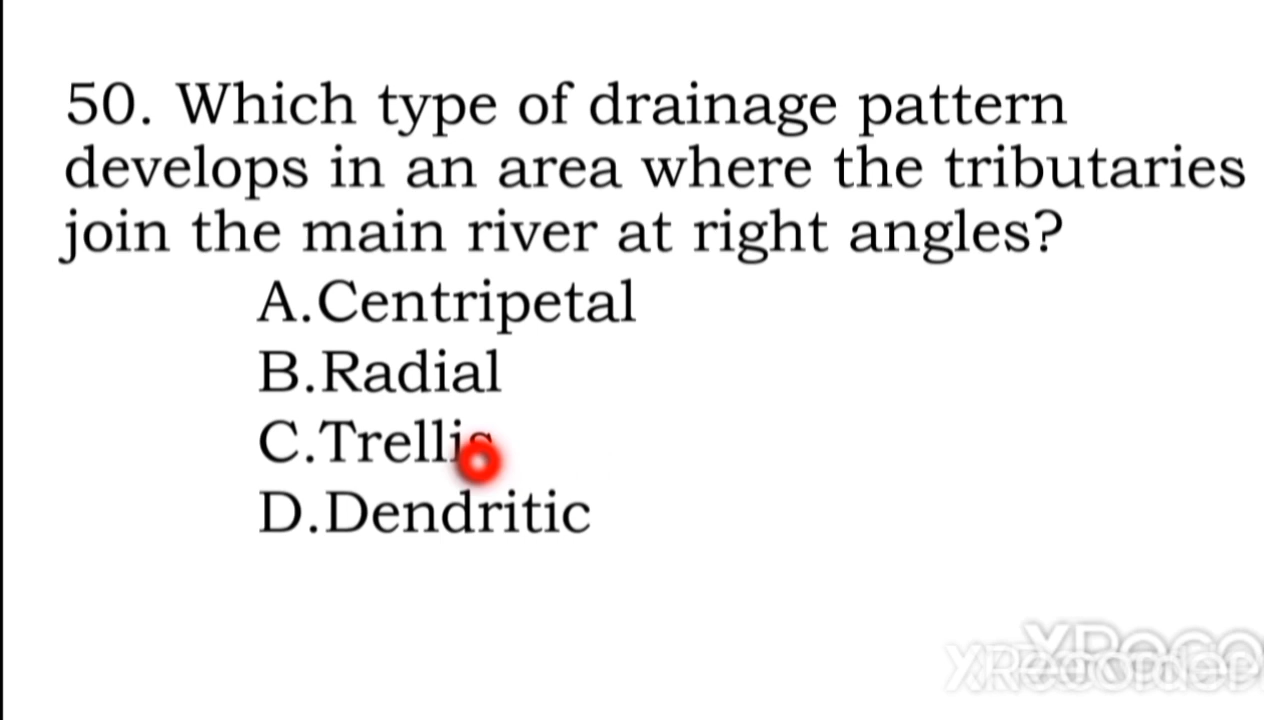 50. Which type of drainage pattern
develops in an area where the tributaries
join the main river at right angles?
A.Centripetal
B.Radial
C.Trellis
D.Dendritic
XRecorder